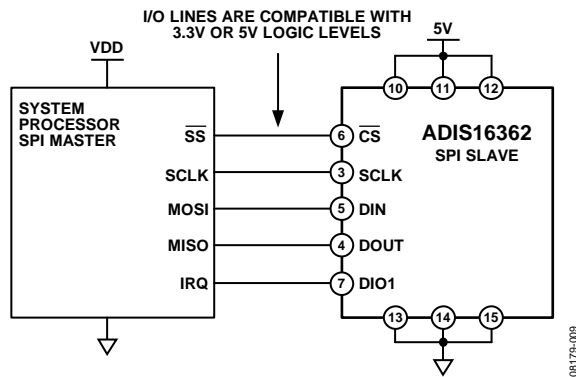 I/O LINES ARE COMPATIBLE WITH
3.3V OR 5V LOGIC LEVELS
VDD
5V
10
11
12
SYSTEM
PROCESSOR
SPI MASTER
ADIS16362
SPI SLAVE
SS
6
CS
SCLK
3
SCLK
MOSI
5
DIN
MISO
4
DOUT
IRQ
7
DIO1
13
14
15
08179-009